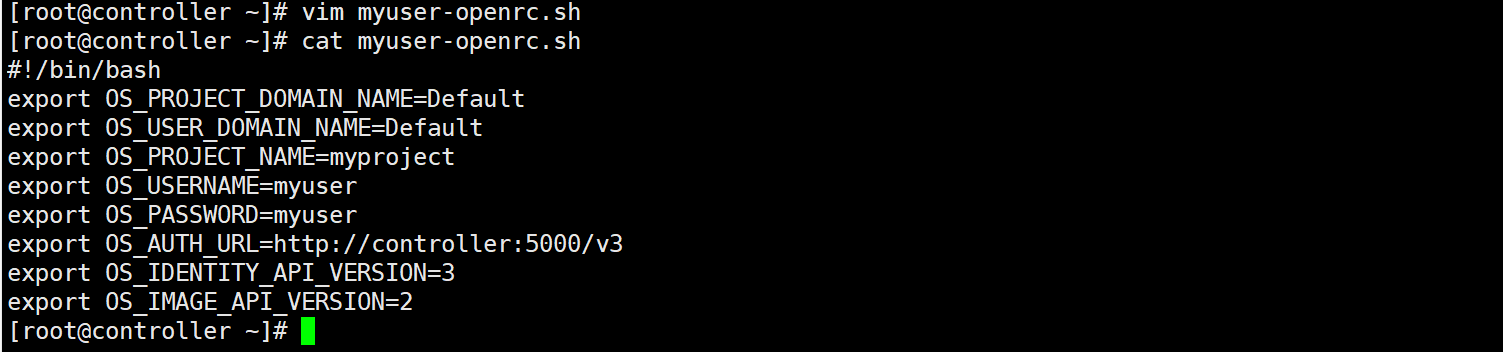 [root@controller ~]# vim myuser-openrc.sh
[root@controller ~]# cat myuser-openrc.sh
#!/bin/bash
export OS_PROJECT_DOMAIN_NAME=Default
export OS_USER_DOMAIN_NAME=Default
export OS_PROJECT_NAME=myproject
export OS_USERNAME=myuser
export OS_PASSWORD=myuser
export OS_AUTH_URL=http://controller:5000/v3
export OS_IDENTITY_API_VERSION=3
export OS_IMAGE_API_VERSION=2
[root@controller ~]#